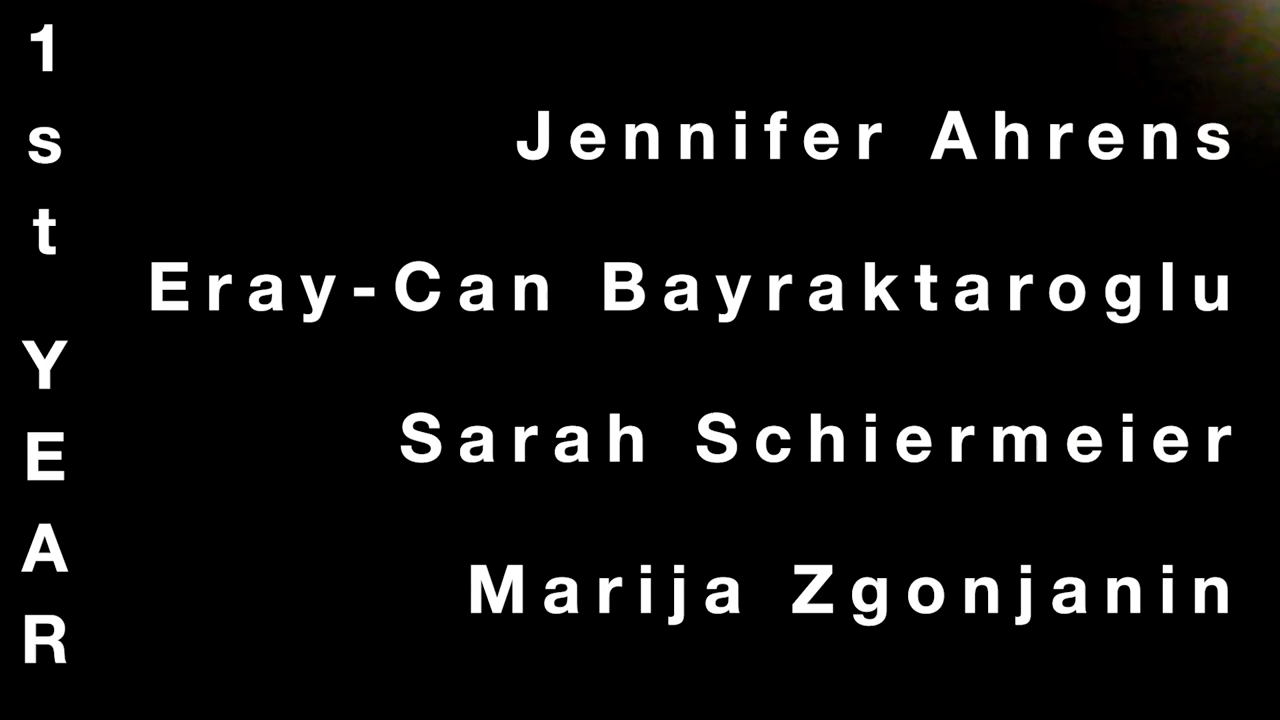 1st YEAR
Jennifer Ahrens
Eray-Can Bayraktaroglu
Sarah Schiermeier
Marija Zgonjanin